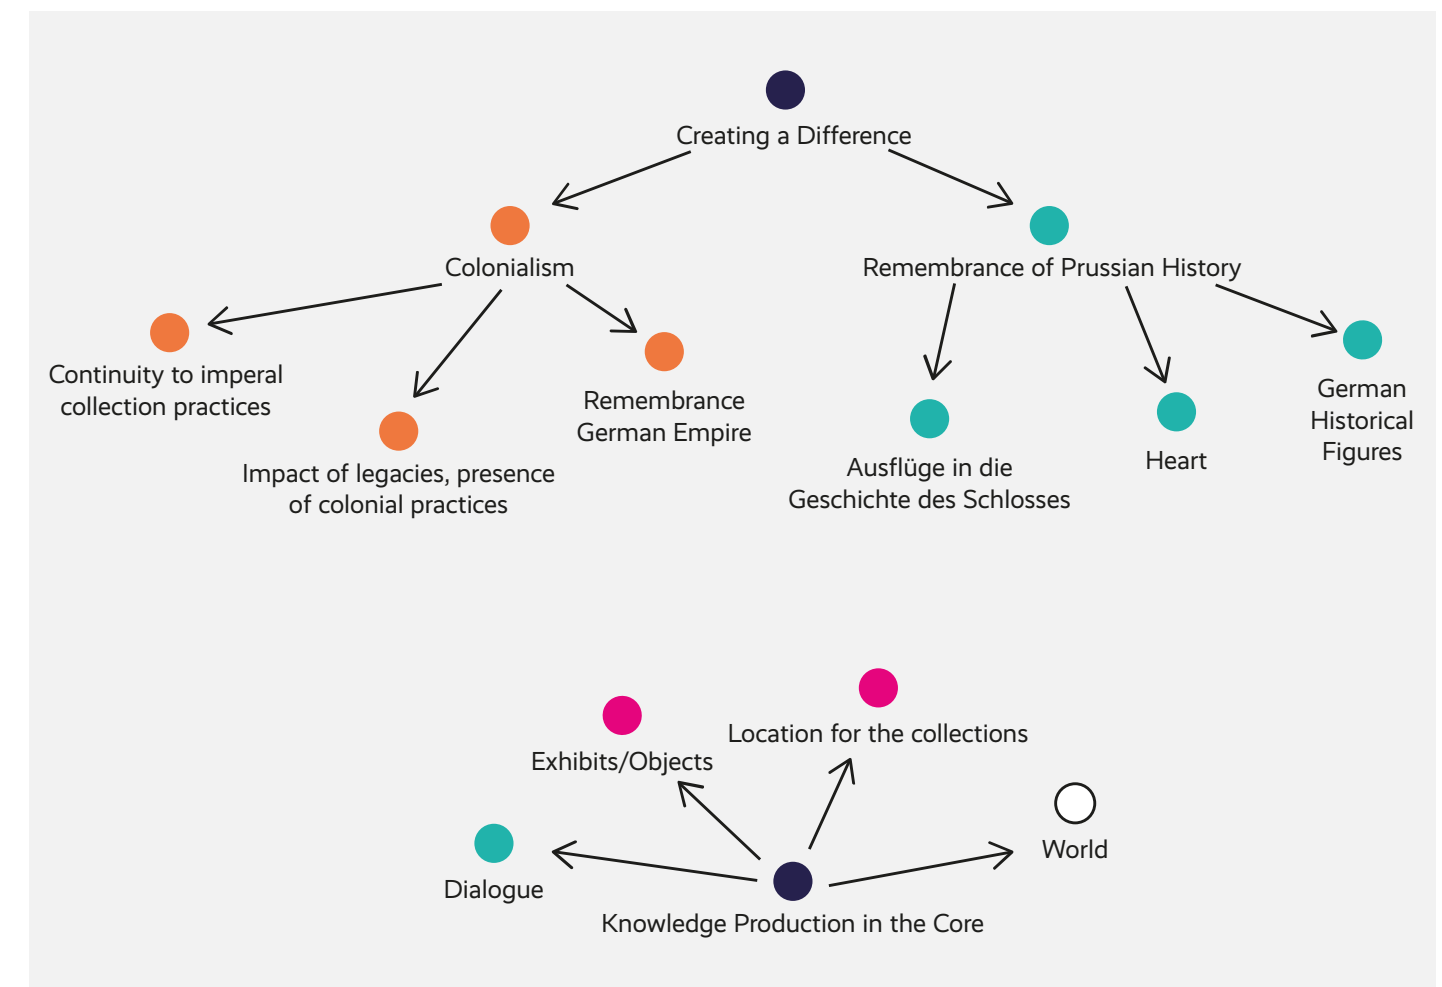 Creating a Difference
Colonialism
Remembrance of Prussian History
Continuity to imperal
collection practices
Impact of legacies, presence
of colonial practices
Remembrance
German Empire
Ausflüge in die
Geschichte des Schlosses
Heart
German
Historical
Figures
Location for the collections
Exhibits/Objects
World
Dialogue
Knowledge Production in the Core